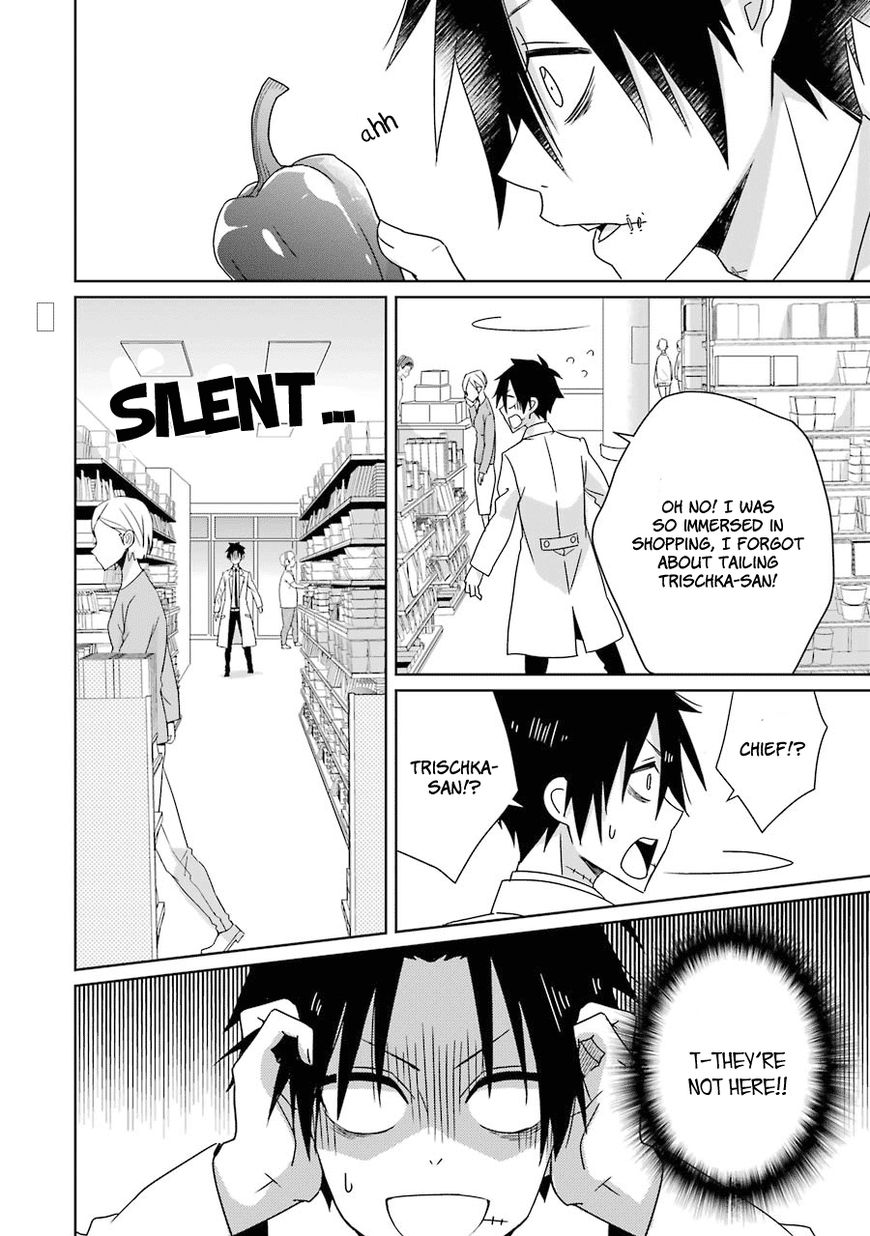 ahh
OH NO! I WAS
SO IMMERSED IN
SHOPPING, I FORGOT
ABOUT TAILING
TRISCHKA-SAN!
SILENT...
CHIEF!?
TRISCHKA-
SAN!?
T-THEY'RE
NOT HERE!!